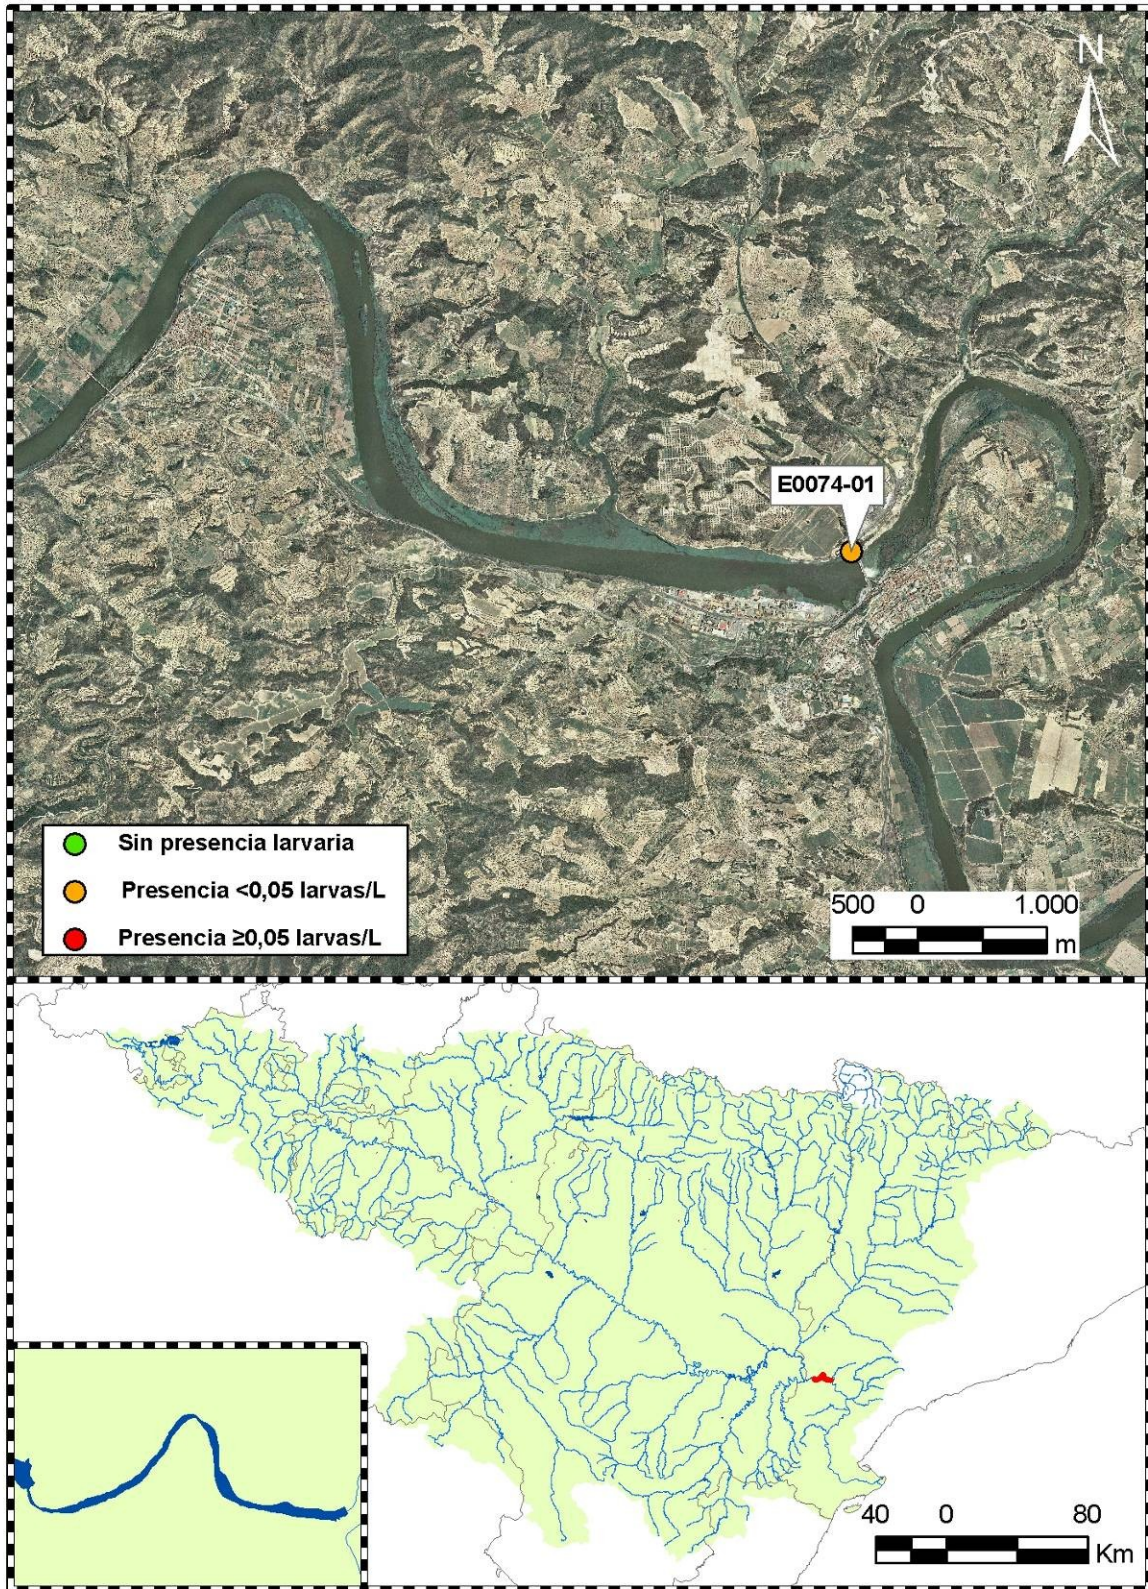 N
E0074-01
Sin presencia larvaria
Presencia <0,05 larvas/L
Presencia ≥0,05 larvas/L
500 0 1.000
m
40 0 80
Km